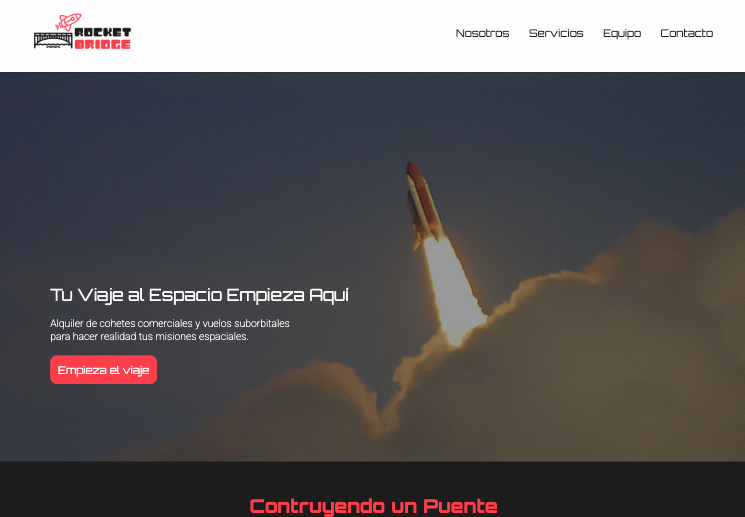 ROCKET
BRIDGE
Nosotros Servicios Equipo Contacto
Tu Viaje al Espacio Empieza Aquí
Alquiler de cohetes comerciales y vuelos suborbitales
para hacer realidad tus misiones espaciales.
Empieza el viaje
Contruyendo un Puente